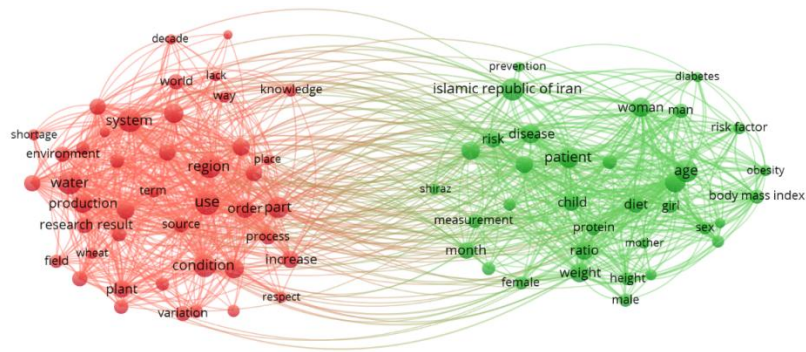 decade
world
lack
way
knowledge
system
shortage
environment
region
place
water
term
production
use
order
part
research result
source
process
field
wheat
condition
increase
plant
respect
variation
prevention
islamic republic of iran
diabetes
woman
man
risk
disease
risk factor
patient
age
obesity
shiraz
body mass index
child
diet
girl
measurement
protein
sex
month
ratio
mother
weight
height
female
male